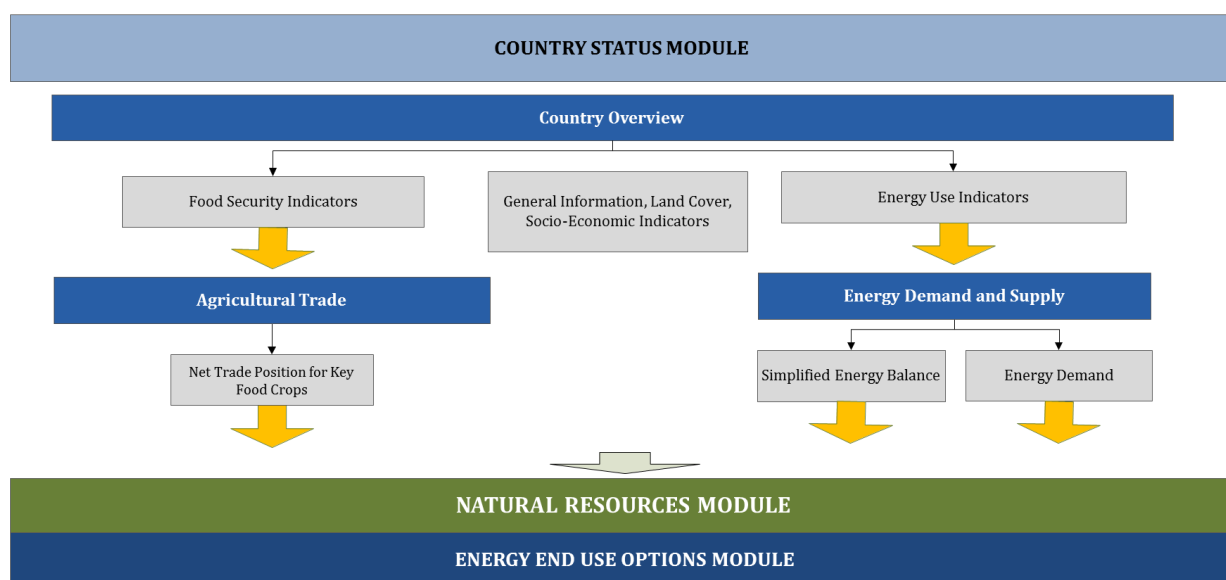 COUNTRY STATUS MODULE
Country Overview
Food Security Indicators
General Information, Land Cover,
Socio-Economic Indicators
Energy Use Indicators
Agricultural Trade
Energy Demand and Supply
Net Trade Position for Key
Food Crops
Simplified Energy Balance
Energy Demand
NATURAL RESOURCES MODULE
ENERGY END USE OPTIONS MODULE